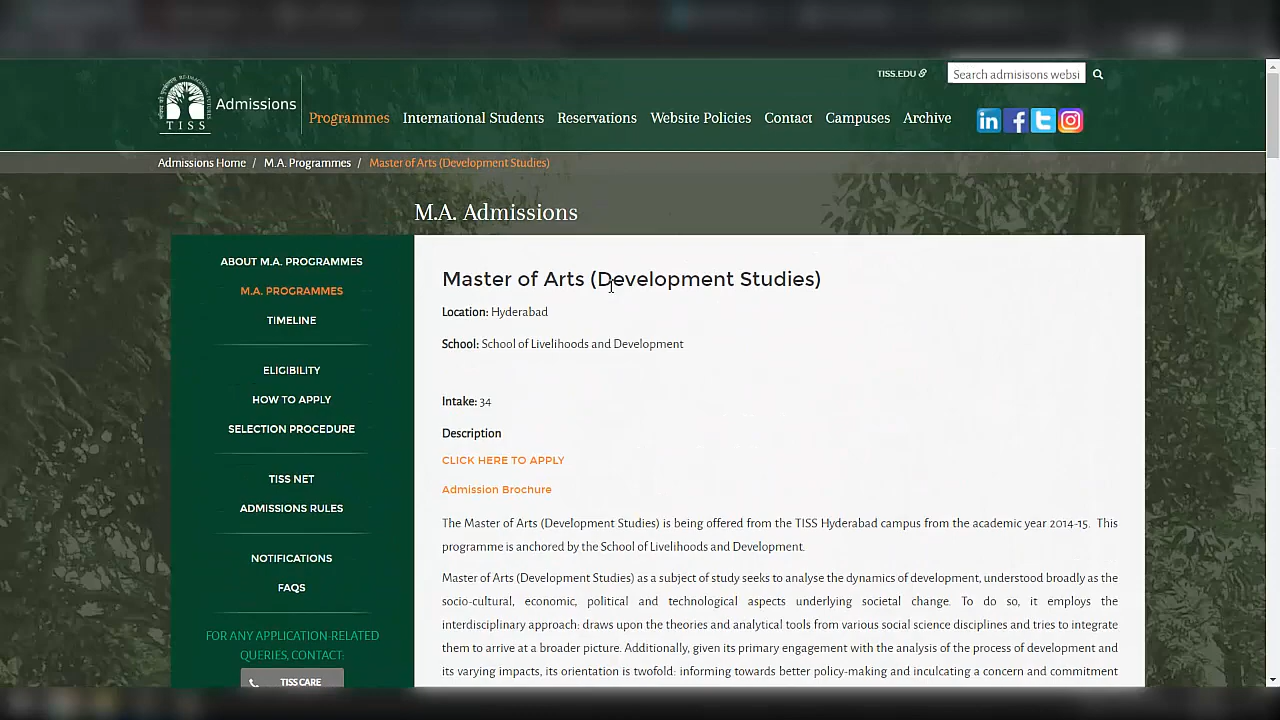 TISS.EDU
Search admisisons websi
TISS
Admissions
Programmes
International Students
Reservations
Website Policies
Contact
Campuses
Archive
Admissions Home / M.A. Programmes / Master of Arts (Development Studies)
M.A. Admissions
ABOUT M.A. PROGRAMMES
M.A. PROGRAMMES
TIMELINE
ELIGIBILITY
HOW TO APPLY
SELECTION PROCEDURE
TISS NET
ADMISSIONS RULES
NOTIFICATIONS
FAQS
FOR ANY APPLICATION-RELATED
QUERIES, CONTACT:
TISS CARE
Master of Arts (Development Studies)
Location: Hyderabad
School: School of Livelihoods and Development
Intake: 34
Description
CLICK HERE TO APPLY
Admission Brochure
The Master of Arts (Development Studies) is being offered from the TISS Hyderabad campus from the academic year 2014-15. This
programme is anchored by the School of Livelihoods and Development.
Master of Arts (Development Studies) as a subject of study seeks to analyse the dynamics of development, understood broadly as the
socio-cultural, economic, political and technological aspects underlying societal change. To do so, it employs the
interdisciplinary approach: draws upon the theories and analytical tools from various social science disciplines and tries to integrate
them to arrive at a broader picture. Additionally, given its primary engagement with the analysis of the process of development and
its varying impacts, its orientation is twofold: informing towards better policy-making and inculcating a concern and commitment